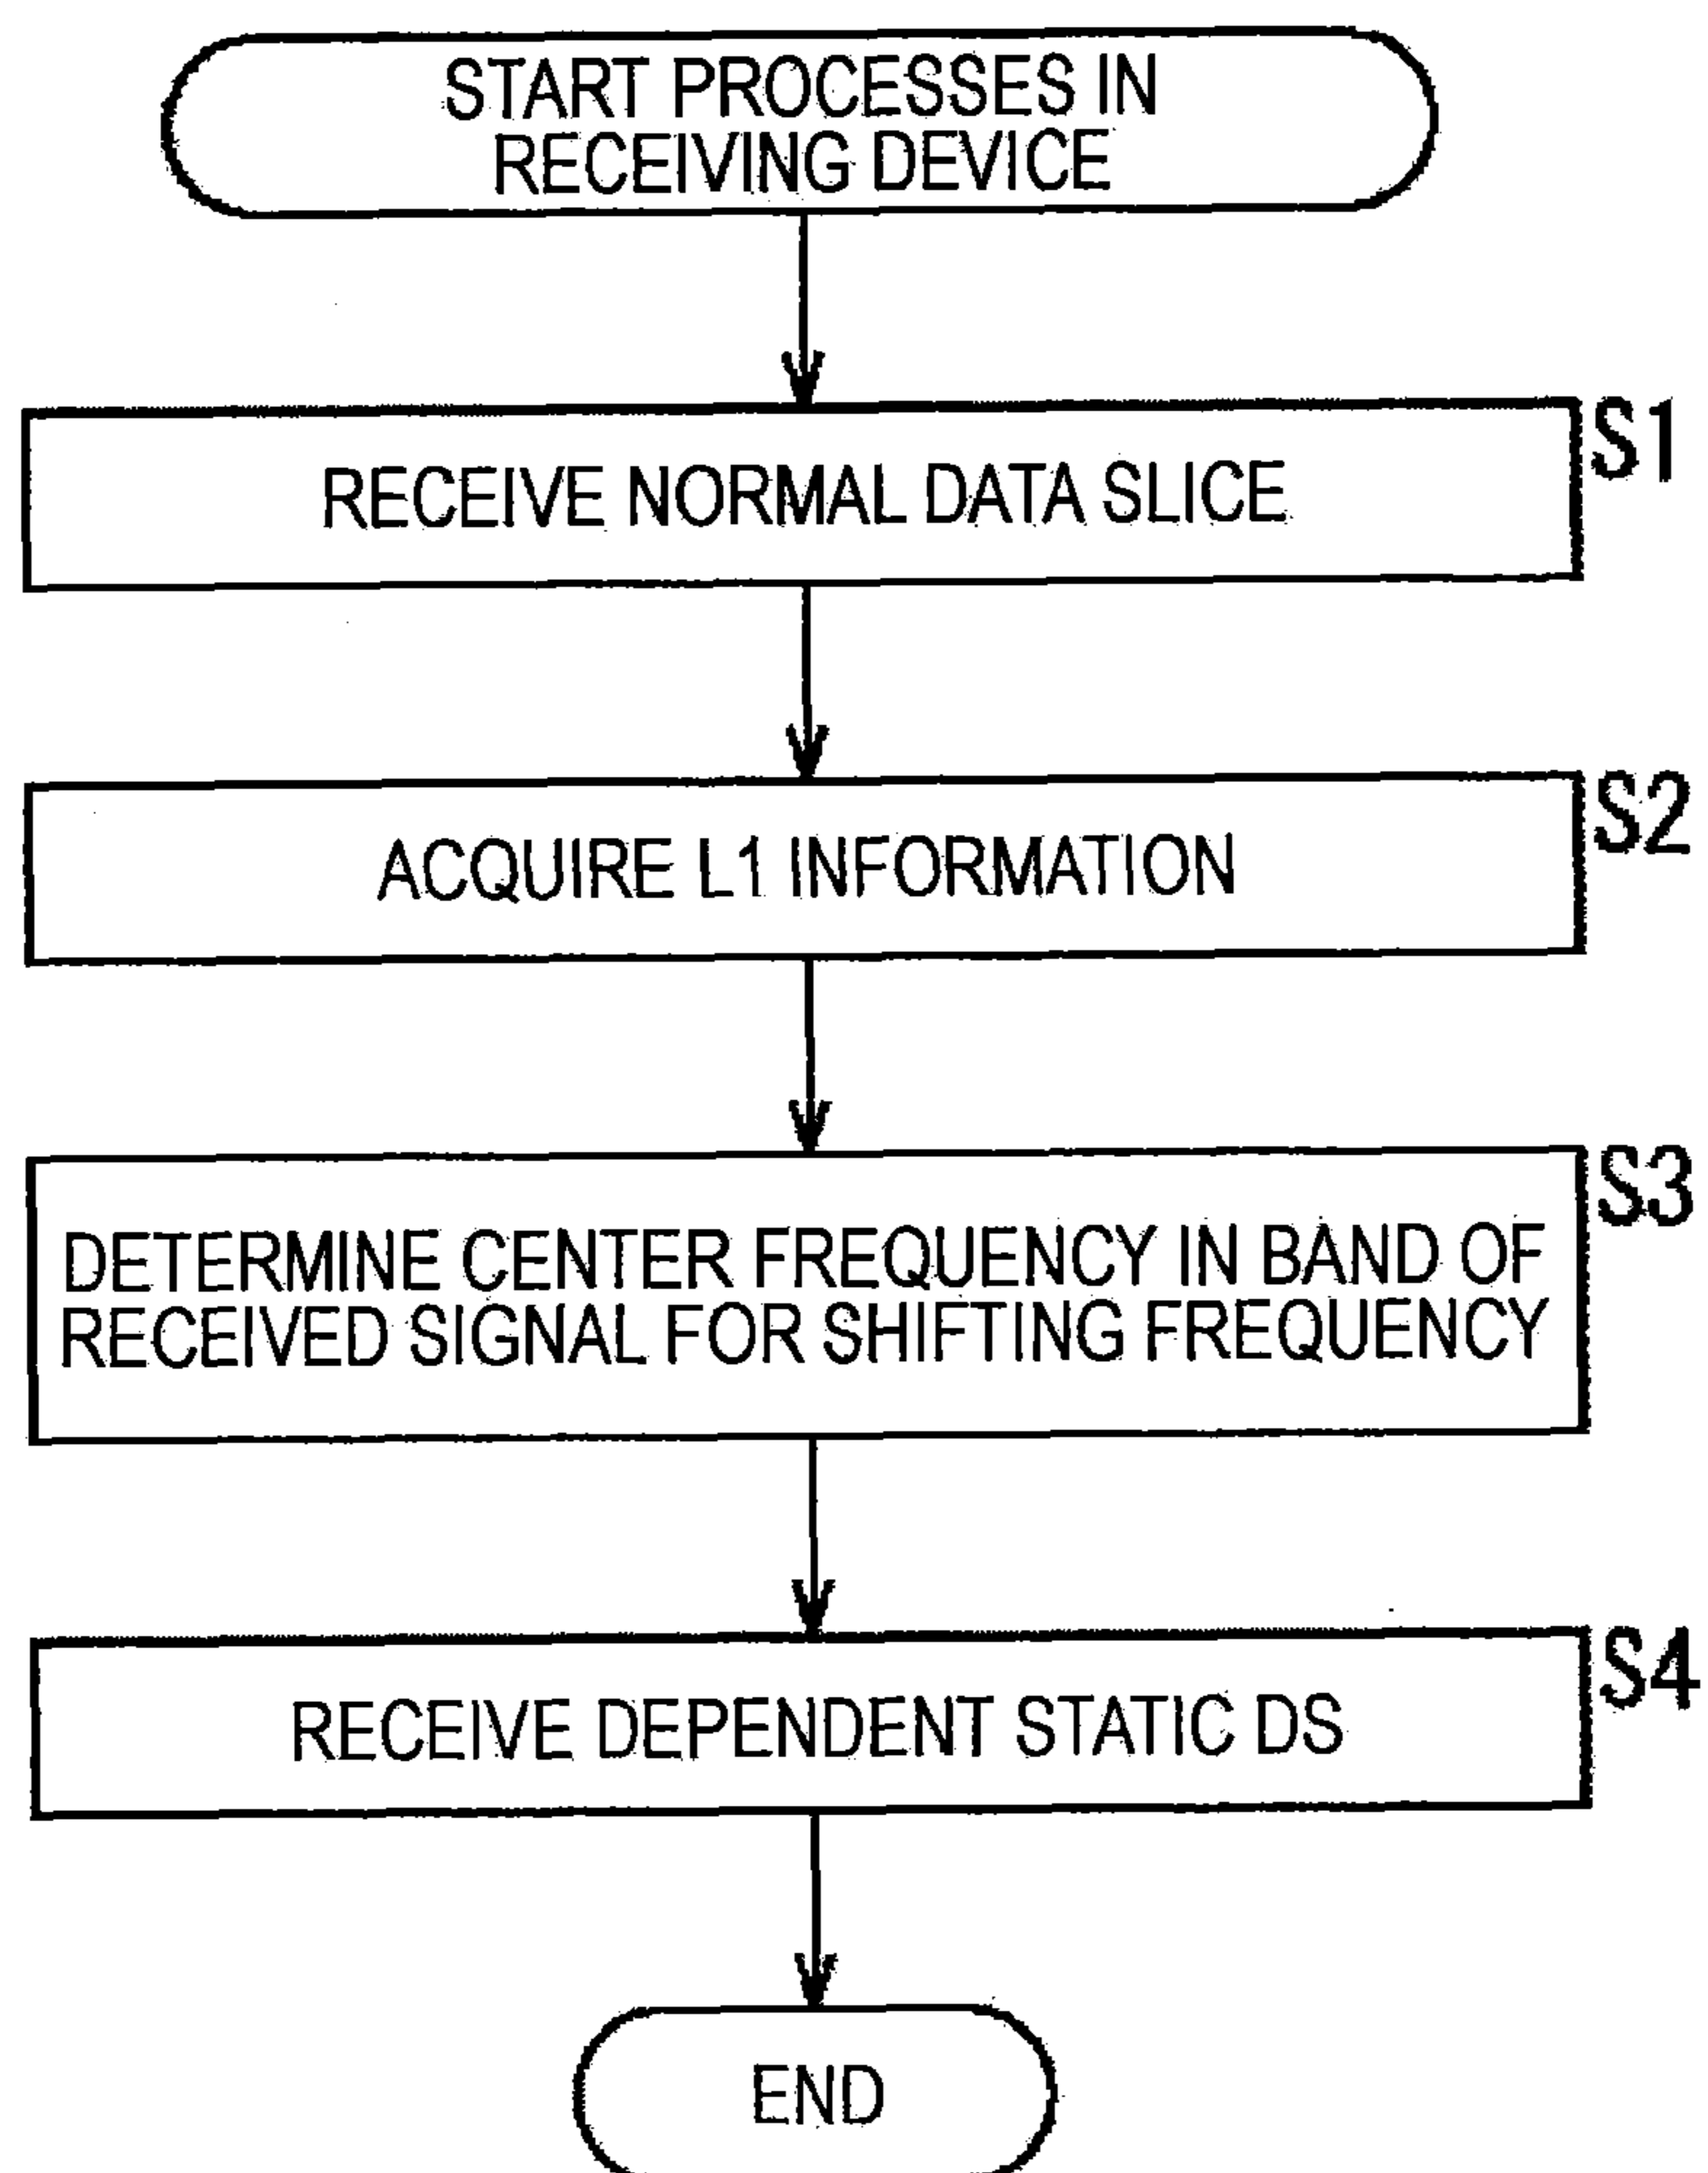 START PROCESSES IN
RECEIVING DEVICE
S1
RECEIVE NORMAL DATA SLICE
S2
ACQUIRE L1 INFORMATION
S3
DETERMINE CENTER FREQUENCY IN BAND OF
RECEIVED SIGNAL FOR SHIFTING FREQUENCY
S4
RECEIVE DEPENDENT STATIC DS
END